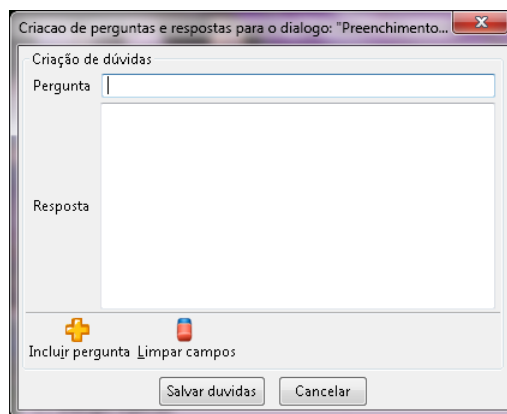 Criacao de perguntas e respostas para o dialogo: "Preenchimento...
Criação de dúvidas
Pergunta
Resposta
Incluir pergunta Limpar campos
Salvar duvidas Cancelar